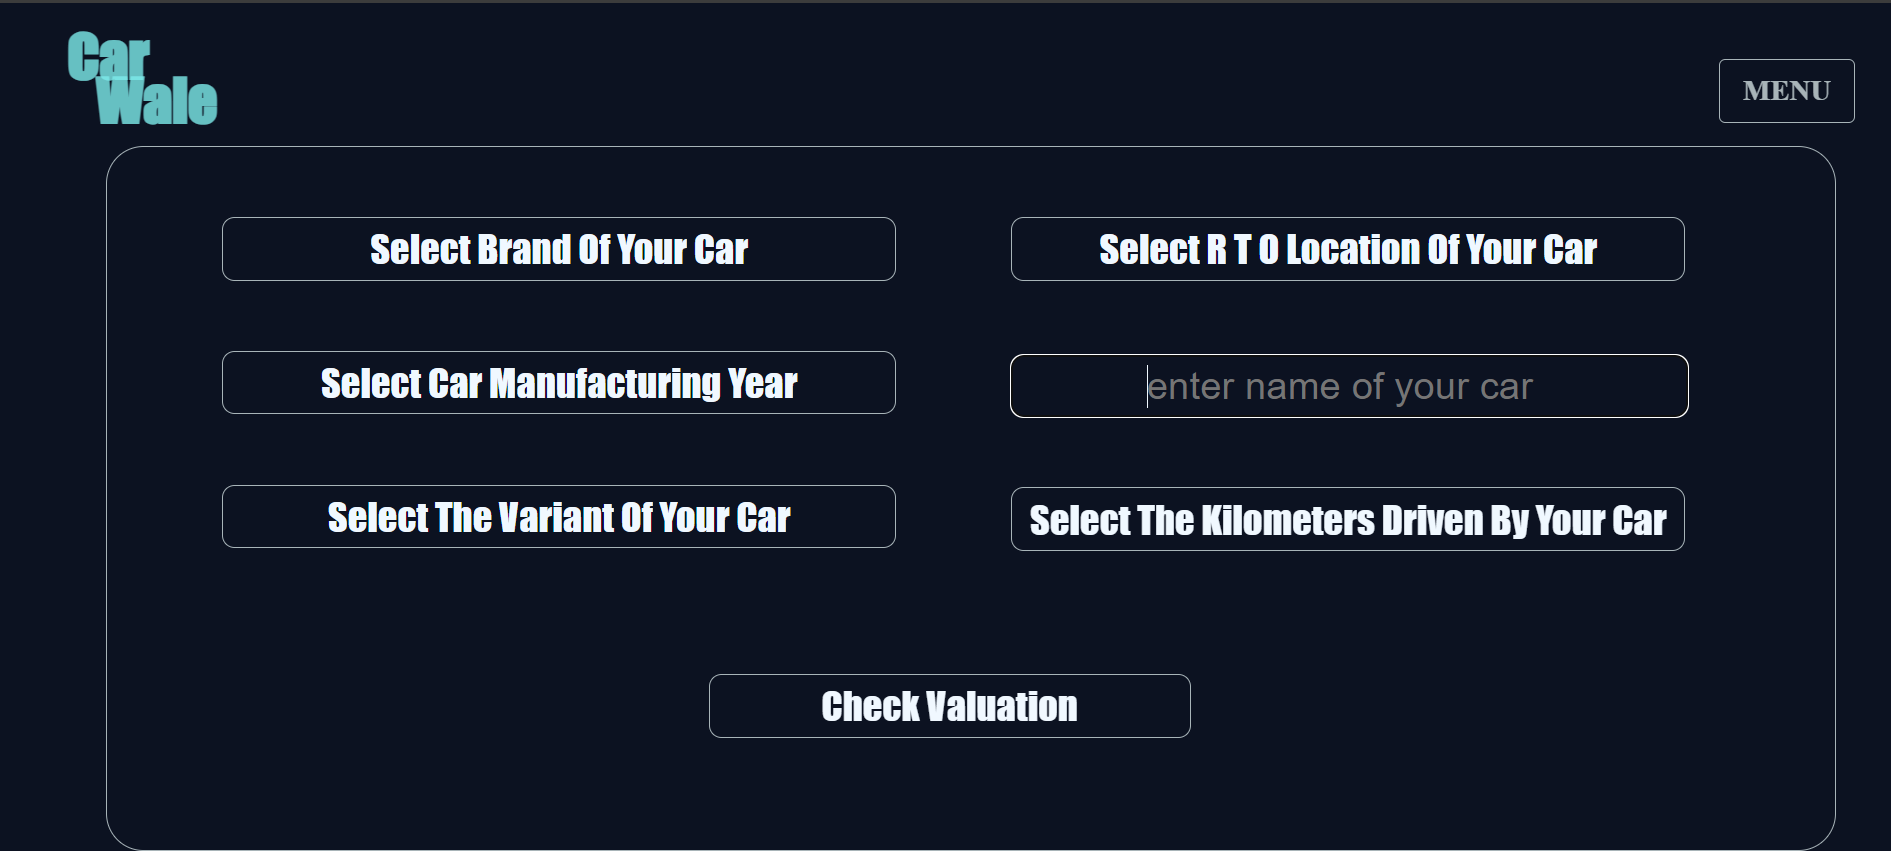 Car
Wale
MENU
Select Brand Of Your Car
Select R T O Location Of Your Car
Select Car Manufacturing Year
enter name of your car
Select The Variant Of Your Car
Select The Kilometers Driven By Your Car
Check Valuation